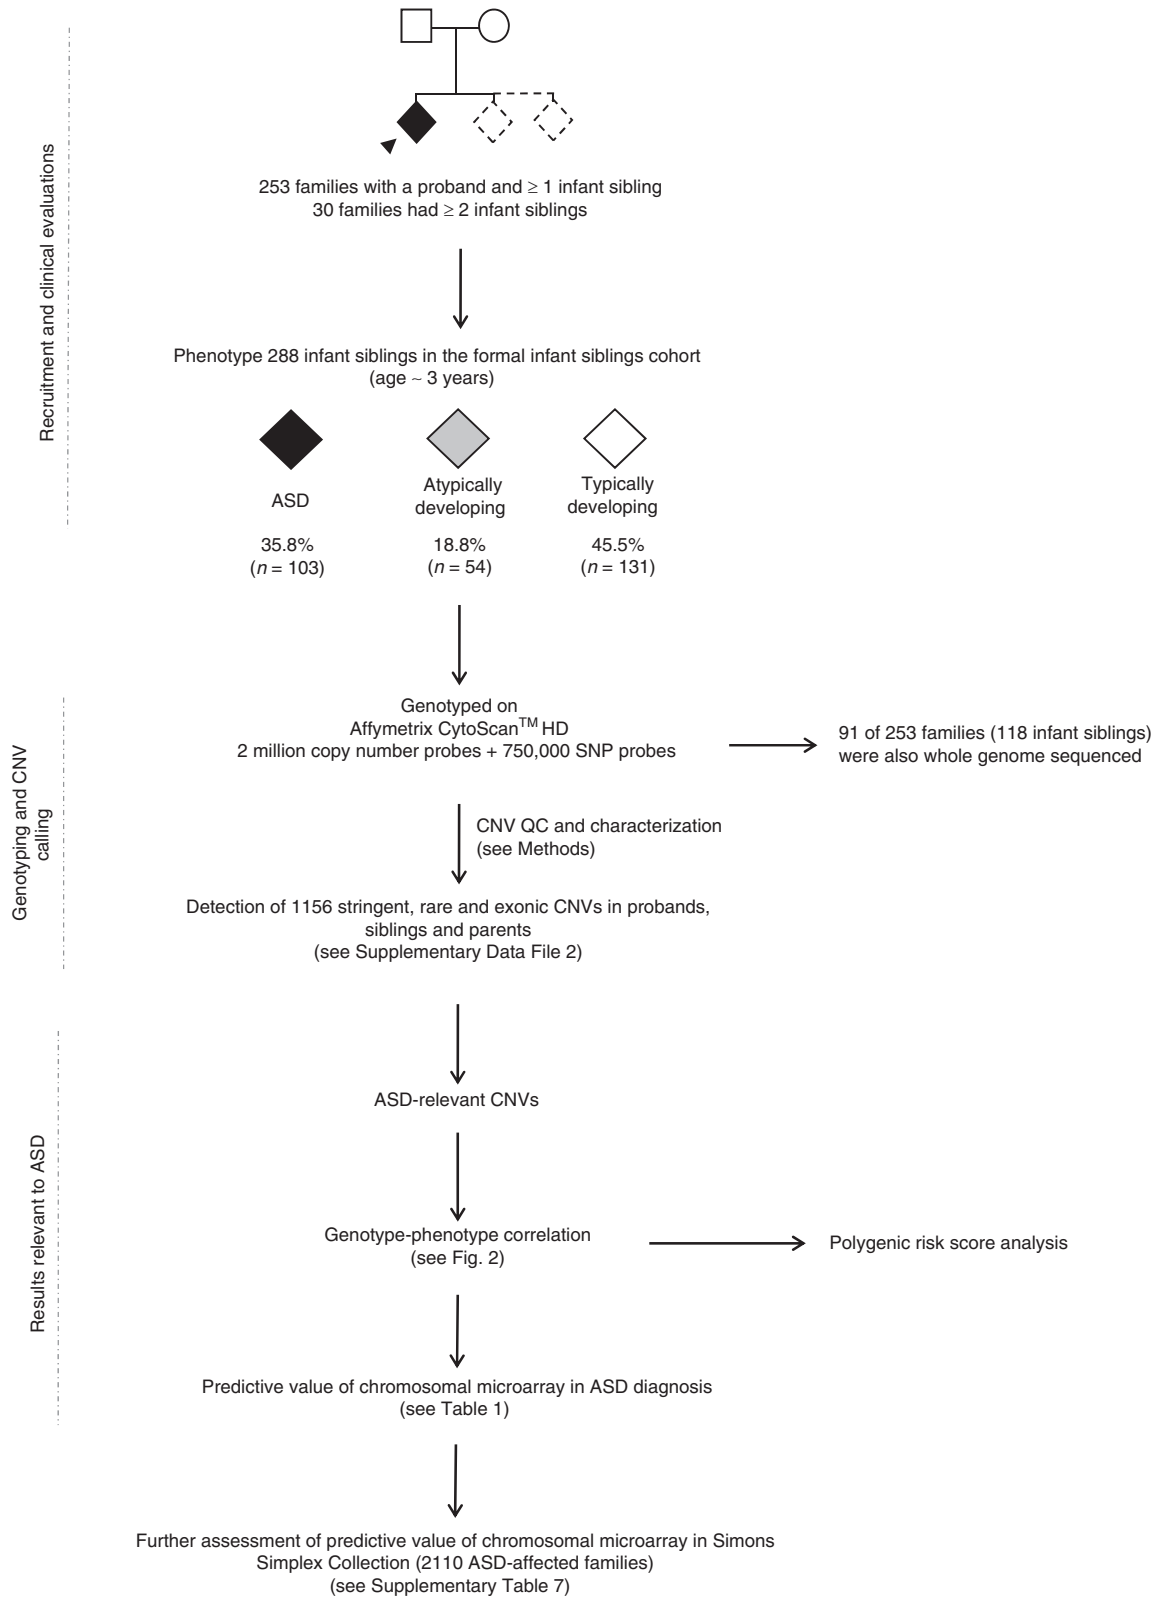 Recruitment and clinical evaluations
253 families with a proband and ≥ 1 infant sibling
30 families had ≥ 2 infant siblings
Phenotype 288 infant siblings in the formal infant siblings cohort
(age ~ 3 years)
ASD
35.8%
(n = 103)
Atypically
developing
18.8%
(n = 54)
Typically
developing
45.5%
(n = 131)
Genotyping and CNV
calling
Genotyped on
Affymetrix CytoScan™ HD
2 million copy number probes + 750,000 SNP probes
91 of 253 families (118 infant siblings)
were also whole genome sequenced
CNV QC and characterization
(see Methods)
Detection of 1156 stringent, rare and exonic CNVs in probands,
siblings and parents
(see Supplementary Data File 2)
Results relevant to ASD
ASD-relevant CNVs
Genotype-phenotype correlation
(see Fig. 2)
Polygenic risk score analysis
Predictive value of chromosomal microarray in ASD diagnosis
(see Table 1)
Further assessment of predictive value of chromosomal microarray in Simons
Simplex Collection (2110 ASD-affected families)
(see Supplementary Table 7)